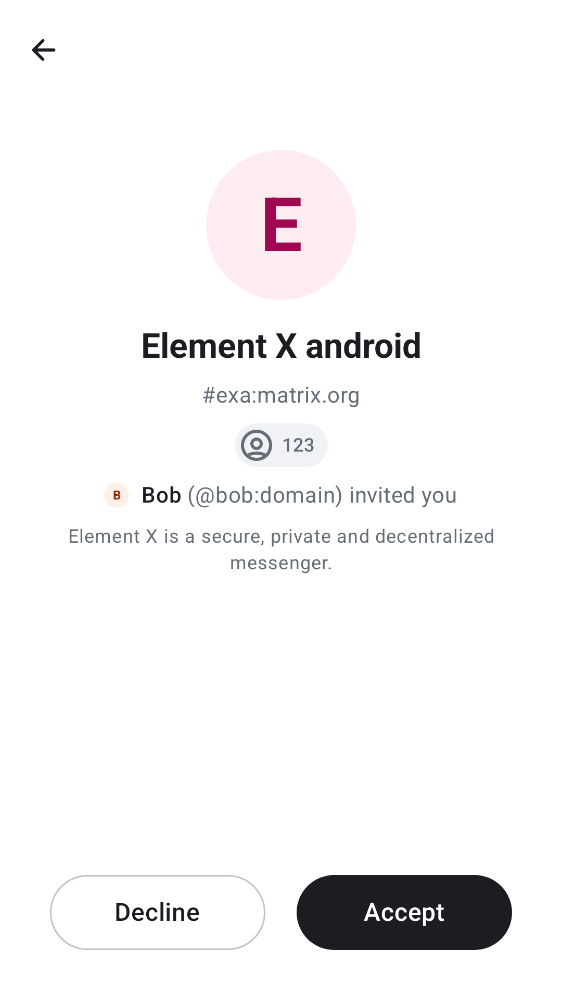 E
Element X android
#exa:matrix.org
123
B Bob (@bob:domain) invited you
Element X is a secure, private and decentralized
messenger.
Decline Accept